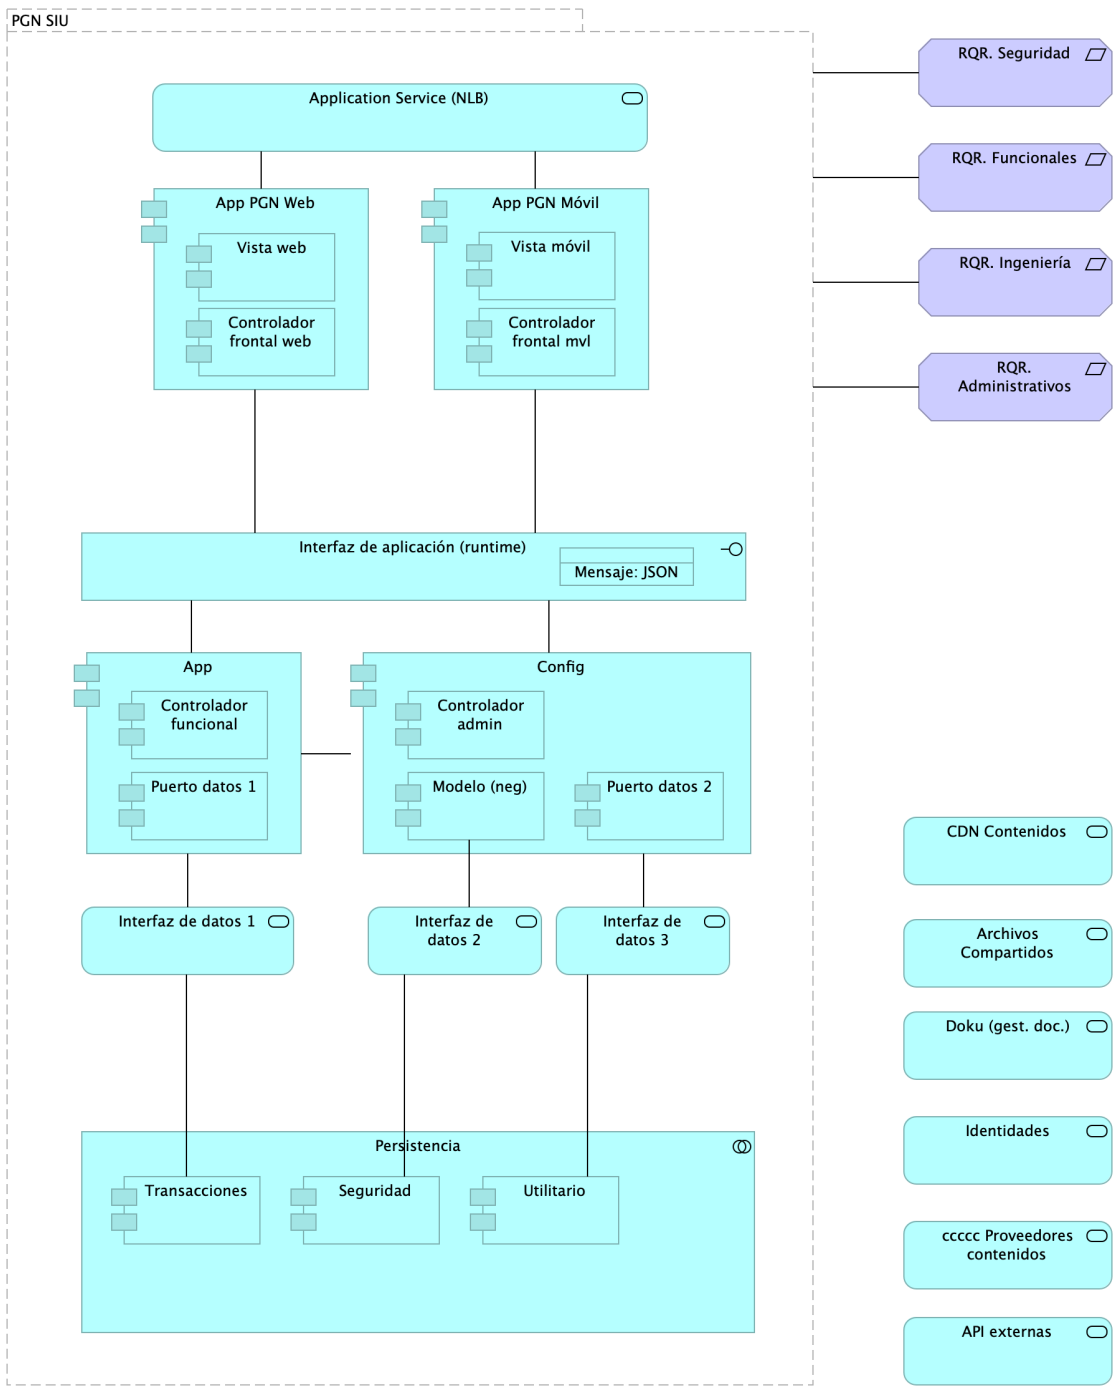 PGN SIU
RQR. Seguridad
Application Service (NLB)
RQR. Funcionales
App PGN Web
App PGN Móvil
Vista web
Vista móvil
RQR. Ingeniería
Controlador
frontal web
Controlador
frontal mvl
RQR.
Administrativos
Interfaz de aplicación (runtime)
Mensaje: JSON
App
Config
Controlador
funcional
Controlador
admin
Puerto datos 1
Modelo (neg)
Puerto datos 2
CDN Contenidos
Interfaz de datos 1
Interfaz de
datos 2
Interfaz de
datos 3
Archivos
Compartidos
Doku (gest. doc.)
Identidades
Persistencia
Transacciones
Seguridad
Utilitario
ccccc Proveedores
contenidos
API externas